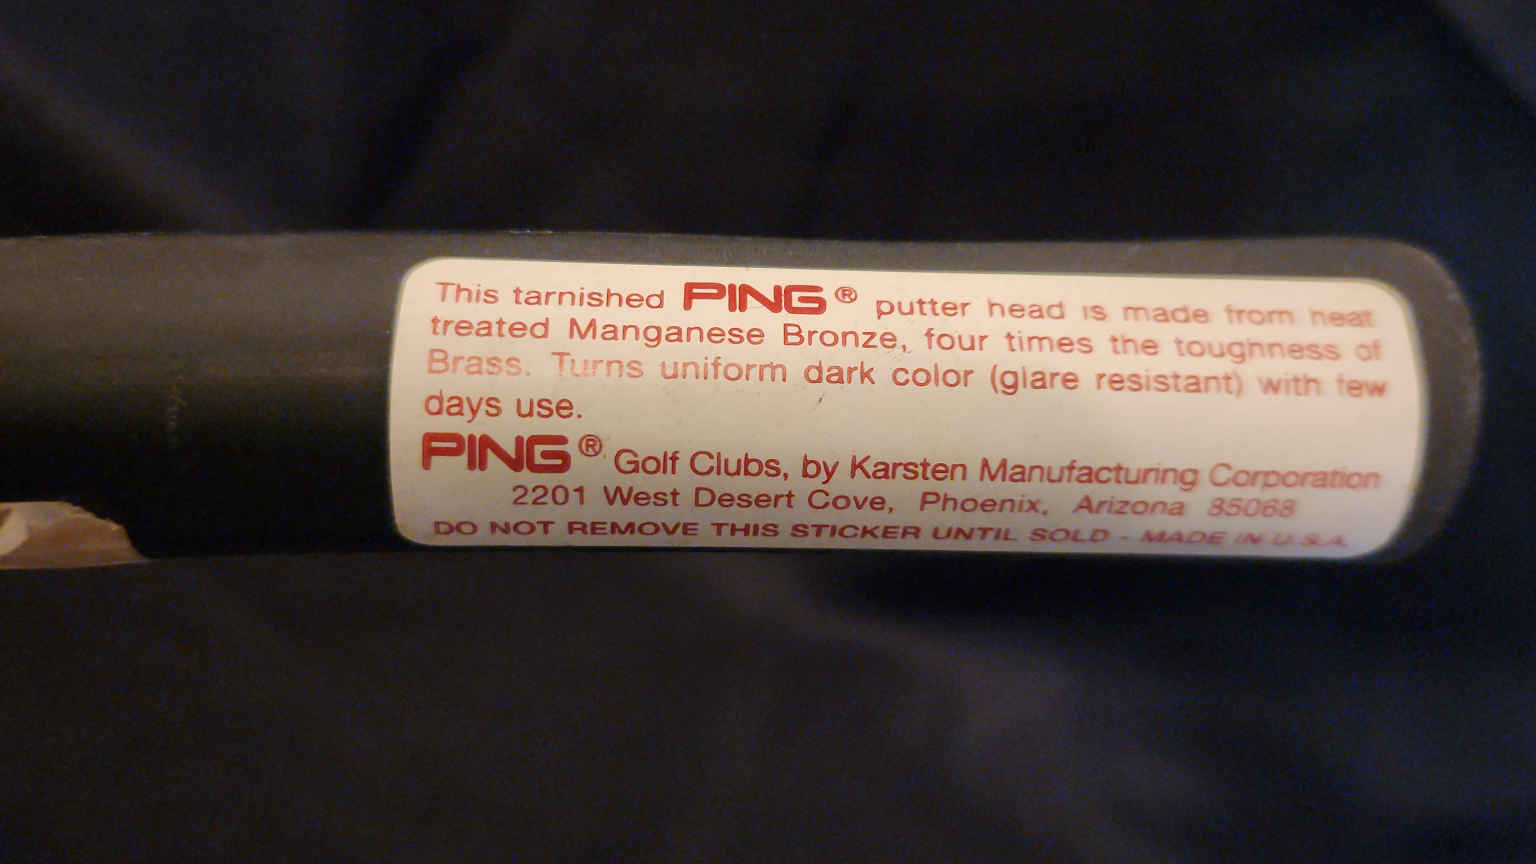 This tarnished PING® putter head is made from heat
treated Manganese Bronze, four times the toughness of
Brass. Turns uniform dark color (glare resistant) with few
days use.
PING® Golf Clubs, by Karsten Manufacturing Corporation
2201 West Desert Cove, Phoenix, Arizona 85068
DO NOT REMOVE THIS STICKER UNTIL SOLD - MADE IN U.S.A.